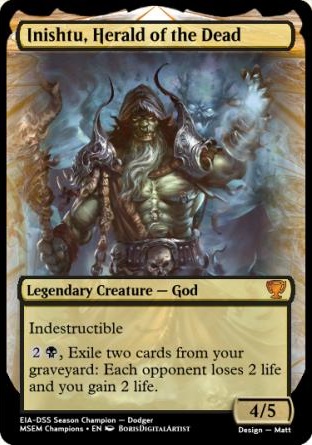 Inishtu, Herald of the Dead
Legendary Creature — God
Indestructible
2, Exile two cards from your
graveyard: Each opponent loses 2 life
and you gain 2 life.
4/5
EIA-DSS Season Champion — Dodger
MSEM Champions • EN BorisDigitalArtist
Design — Matt